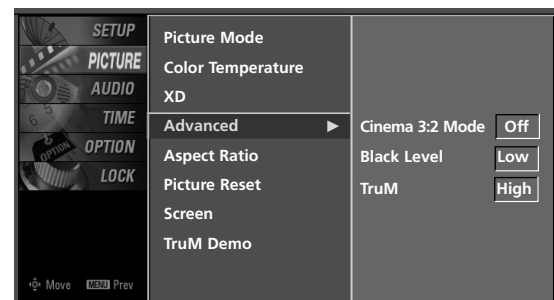 SETUP
PICTURE
AUDIO
TIME
OPTION
LOCK
Move MENU Prev
Picture Mode
Color Temperature
XD
Advanced ►
Aspect Ratio
Picture Reset
Screen
TruM Demo
Cinema 3:2 Mode Off
Black Level Low
TruM High